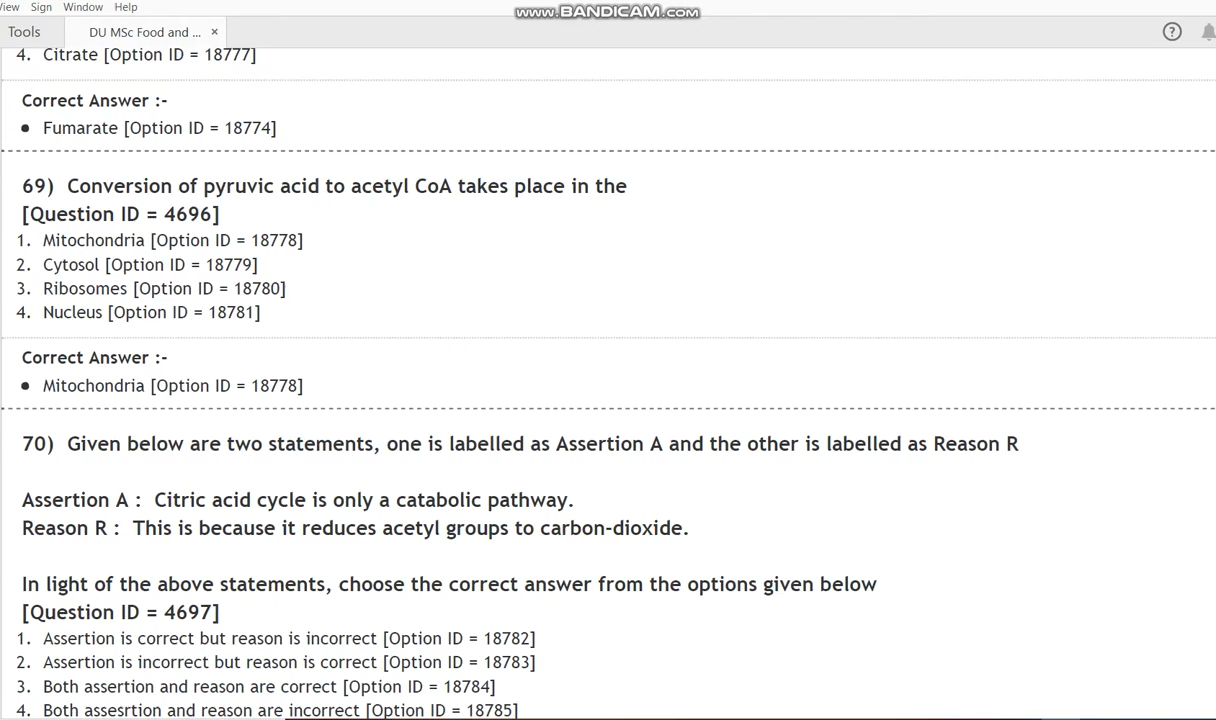 View Sign Window Help
www.BANDICAM.com
Tools DU MSc Food and ... ×
4. Citrate [Option ID = 18777]
Correct Answer :-
• Fumarate [Option ID = 18774]
69) Conversion of pyruvic acid to acetyl CoA takes place in the
[Question ID = 4696]
1. Mitochondria [Option ID = 18778]
2. Cytosol [Option ID = 18779]
3. Ribosomes [Option ID = 18780]
4. Nucleus [Option ID = 18781]
Correct Answer :-
• Mitochondria [Option ID = 18778]
70) Given below are two statements, one is labelled as Assertion A and the other is labelled as Reason R
Assertion A : Citric acid cycle is only a catabolic pathway.
Reason R : This is because it reduces acetyl groups to carbon-dioxide.
In light of the above statements, choose the correct answer from the options given below
[Question ID = 4697]
1. Assertion is correct but reason is incorrect [Option ID = 18782]
2. Assertion is incorrect but reason is correct [Option ID = 18783]
3. Both assertion and reason are correct [Option ID = 18784]
4. Both assesrtion and reason are incorrect [Option ID = 18785]